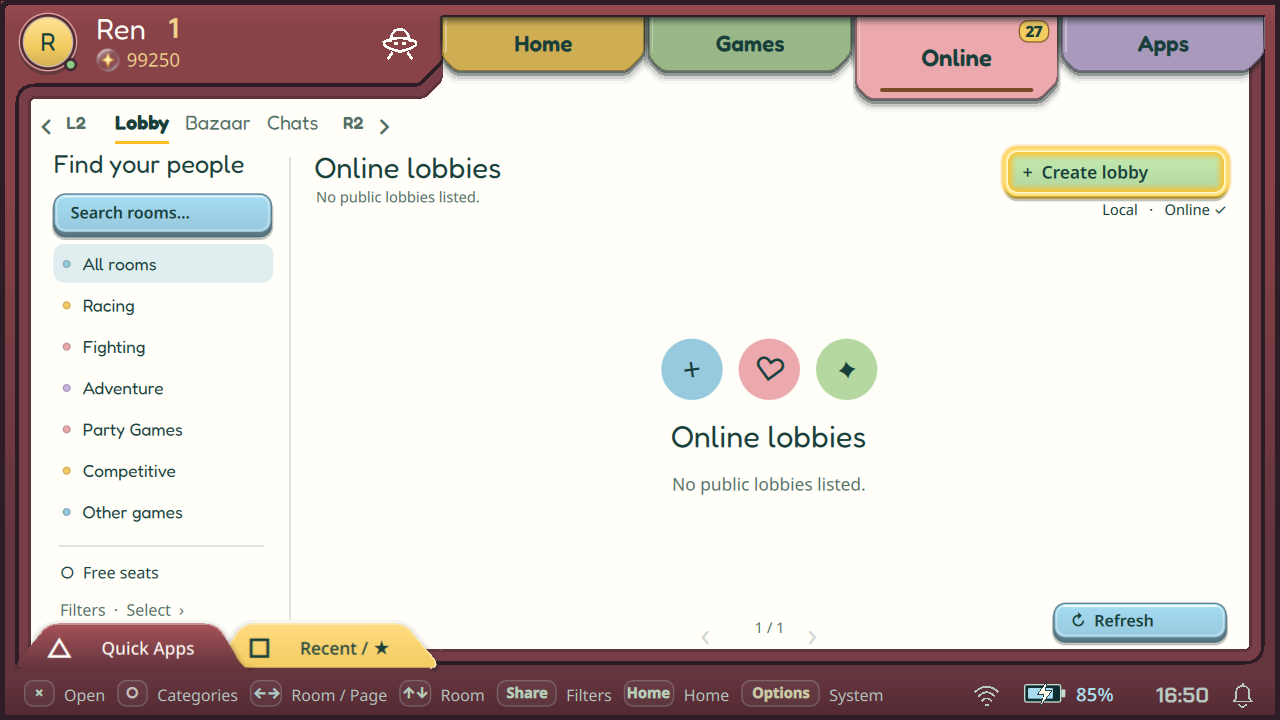 R
Ren 1
99250
Home
Games
Online
27
Apps
L2 Lobby Bazaar Chats R2
Find your people
Search rooms...
All rooms
Racing
Fighting
Adventure
Party Games
Competitive
Other games
Free seats
Filters · Select ›
Online lobbies
No public lobbies listed.
+ Create lobby
Local · Online ✓
Online lobbies
No public lobbies listed.
‹ 1 / 1 ›
Refresh
Quick Apps
Recent / ★
× Open O Categories ←→ Room / Page ↑↓ Room Share Filters Home Home Options System
85%
16:50